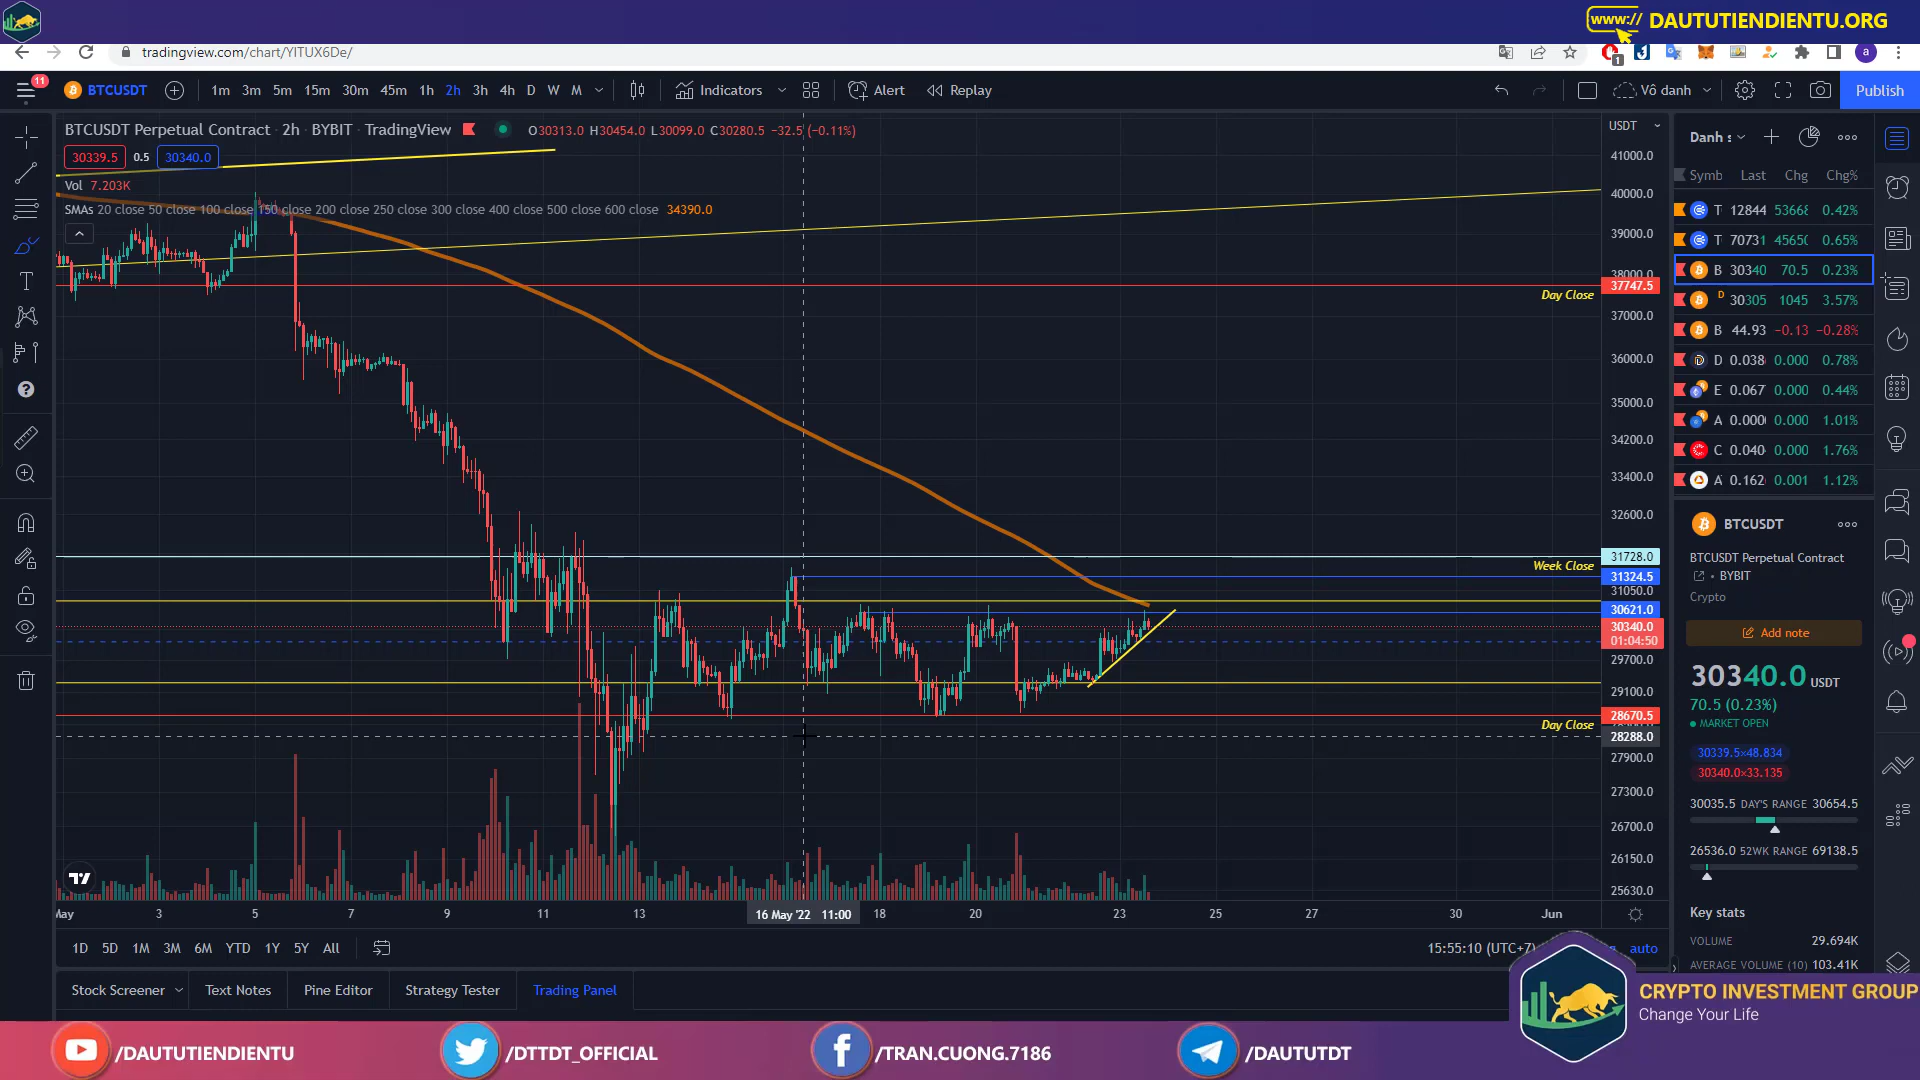 www:// DAUTUTIENDIENTU.ORG
tradingview.com/chart/YITUX6De/
1
a
11
BTCUSDT
1m 3m 5m 15m 30m 45m 1h 2h 3h 4h D W M
Indicators
Alert
Replay
Vô danh
Publish
BTCUSDT Perpetual Contract · 2h · BYBIT · TradingView
O30313.0 H30454.0 L30099.0 C30280.5 −32.5 (−0.11%)
30339.5 0.5 30340.0
Vol 7.203K
SMAs 20 close 50 close 100 close 150 close 200 close 250 close 300 close 400 close 500 close 600 close 34390.0
USDT
41000.0
40000.0
39000.0
38000.0
37747.5
Day Close
37000.0
36000.0
35000.0
34200.0
33400.0
32600.0
31728.0
Week Close
31324.5
31050.0
30621.0
30340.0
01:04:50
29700.0
29100.0
28670.5
Day Close
28288.0
27900.0
27300.0
26700.0
26150.0
25630.0
May 3 5 7 9 11 13 16 May '22 11:00 18 20 23 25 27 30 Jun
1D 5D 1M 3M 6M YTD 1Y 5Y All
15:55:10 (UTC+7)
auto
Stock Screener
Text Notes
Pine Editor
Strategy Tester
Trading Panel
Danh s
Symb Last Chg Chg%
T 12844 53668 0.42%
T 70731 45650 0.65%
B 30340 70.5 0.23%
D
B 30305 1045 3.57%
B 44.93 −0.13 −0.28%
D 0.038 0.000 0.78%
E 0.067 0.000 0.44%
A 0.000 0.000 1.01%
C 0.040 0.000 1.76%
A 0.162 0.001 1.12%
BTCUSDT
BTCUSDT Perpetual Contract
• BYBIT
Crypto
Add note
30340.0 USDT
70.5 (0.23%)
MARKET OPEN
30339.5×48.834
30340.0×33.135
30035.5 DAY'S RANGE 30654.5
26536.0 52WK RANGE 69138.5
Key stats
VOLUME 29.694K
AVERAGE VOLUME (10) 103.41K
CRYPTO INVESTMENT GROUP
Change Your Life
/DAUTUTIENDIENTU
/DTTDT_OFFICIAL
/TRAN.CUONG.7186
/DAUTUTDT